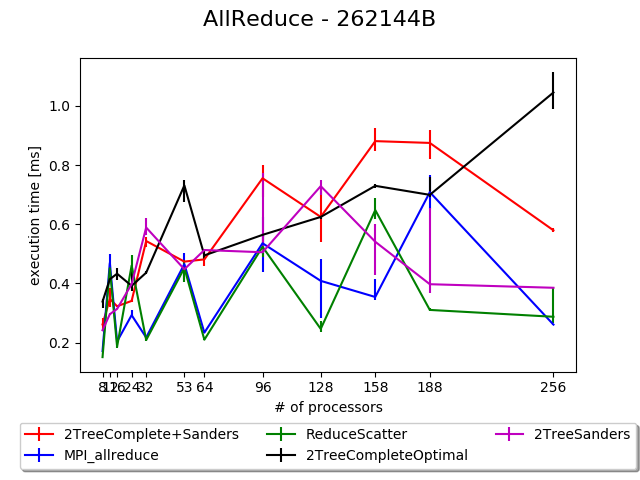 AllReduce - 262144B
execution time [ms]
1.0
0.8
0.6
0.4
0.2
8 12 16 24 32 53 64 96 128 158 188 256
# of processors
2TreeComplete+Sanders ReduceScatter 2TreeSanders
MPI_allreduce 2TreeCompleteOptimal